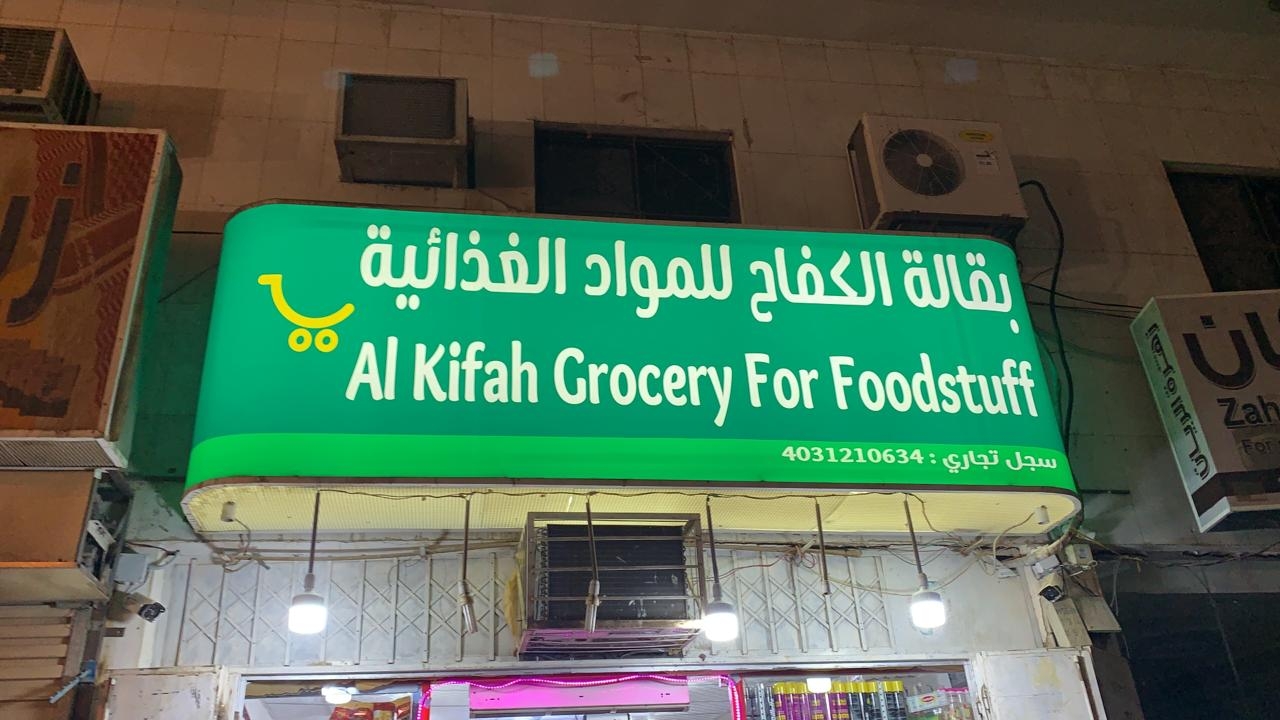 بقالة الكفاح للمواد الغذائية
Al Kifah Grocery For Foodstuff
سجل تجاري : 4031210634